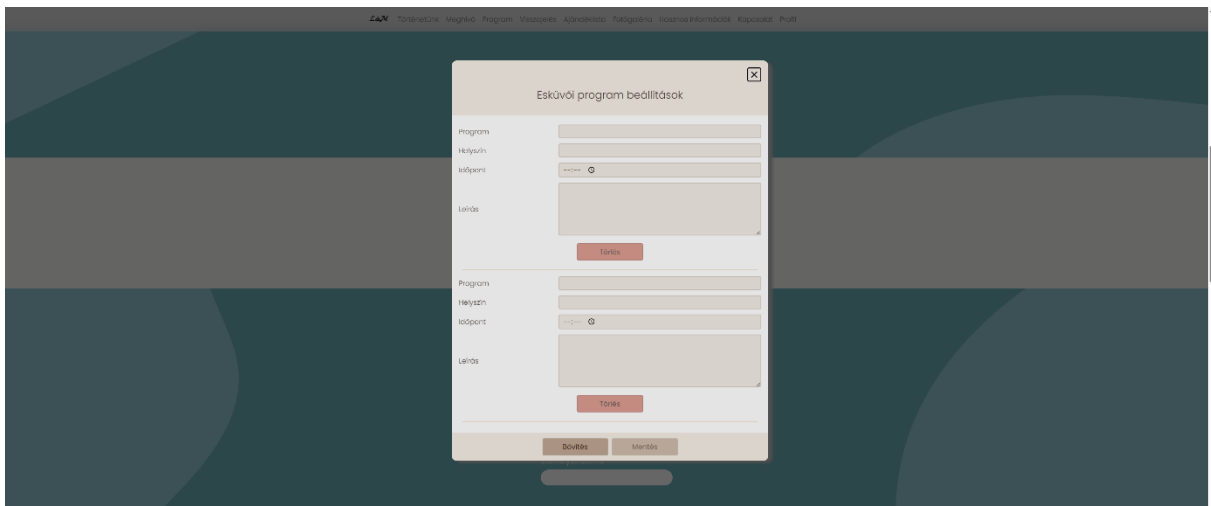 L&N Történetünk Meghívó Program Visszajelzés Ajándéklista Fotógaléria Hasznos Információk Kapcsolat Profil
Esküvői program beállítások
Program
Helyszín
Időpont --:--
Leírás
Törlés
Program
Helyszín
Időpont --:--
Leírás
Törlés
Bővítés Mentés